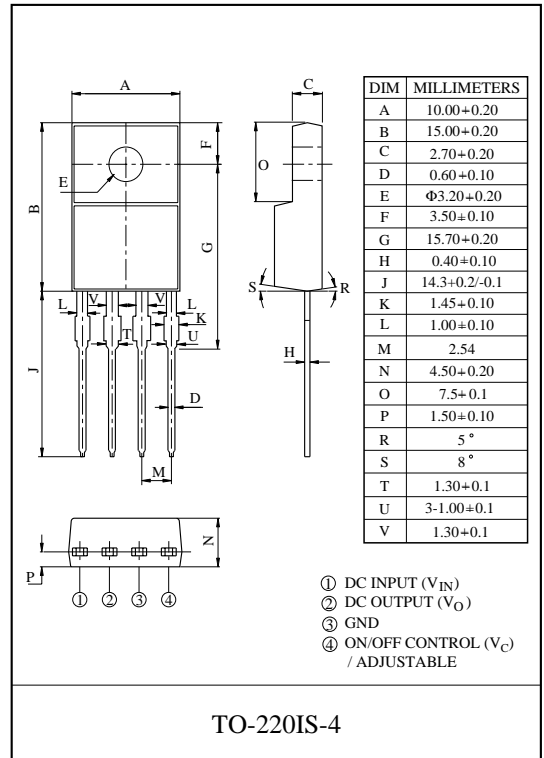 A
C
F
O
E
B
G
S
R
L
V
V
L
K
T
U
H
J
D
M
N
P
① ② ③ ④
DIM MILLIMETERS
A 10.00+0.20
B 15.00+0.20
C 2.70+0.20
D 0.60+0.10
E Φ3.20+0.20
F 3.50±0.10
G 15.70+0.20
H 0.40±0.10
J 14.3+0.2/-0.1
K 1.45+0.10
L 1.00±0.10
M 2.54
N 4.50+0.20
O 7.5+0.1
P 1.50±0.10
R 5°
S 8°
T 1.30+0.1
U 3-1.00±0.1
V 1.30+0.1
① DC INPUT (V_IN)
② DC OUTPUT (V_O)
③ GND
④ ON/OFF CONTROL (V_C)
/ ADJUSTABLE
TO-220IS-4